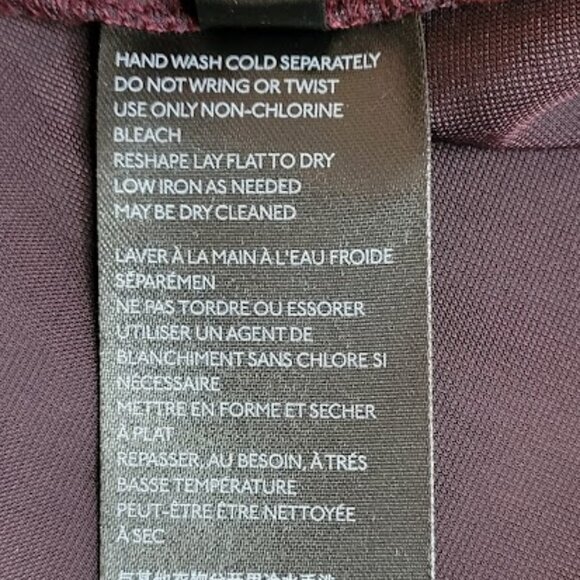 HAND WASH COLD SEPARATELY
DO NOT WRING OR TWIST
USE ONLY NON-CHLORINE
BLEACH
RESHAPE LAY FLAT TO DRY
LOW IRON AS NEEDED
MAY BE DRY CLEANED
LAVER À LA MAIN À L'EAU FROIDE
SÉPARÉMEN
NE PAS TORDRE OU ESSORER
UTILISER UN AGENT DE
BLANCHIMENT SANS CHLORE SI
NÉCESSAIRE
METTRE EN FORME ET SECHER
À PLAT
REPASSER, AU BESOIN, À TRÉS
BASSE TEMPÉRATURE
PEUT-ÊTRE ÊTRE NETTOYÉE
À SEC